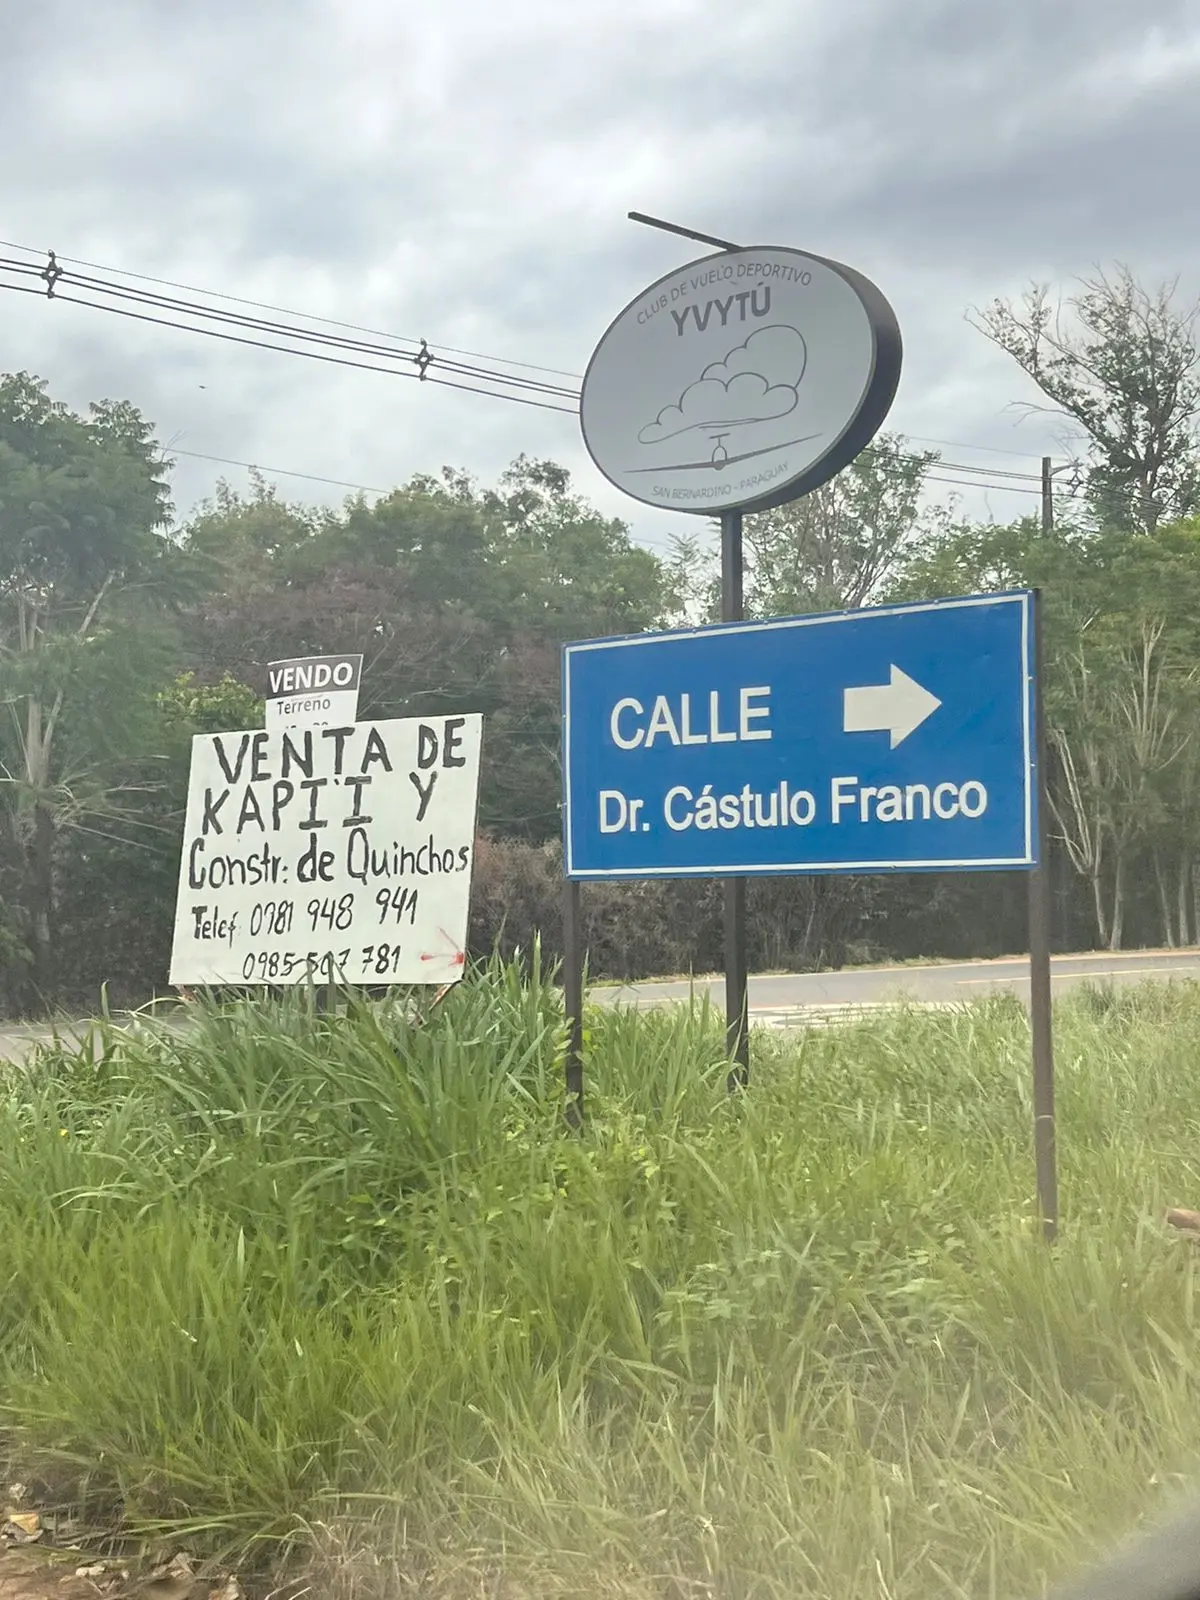 CLUB DE VUELO DEPORTIVO
YVYTÚ
SAN BERNARDINO - PARAGUAY
CALLE
Dr. Cástulo Franco
VENDO
Terreno
VENTA DE
KAPI'I Y
Constr: de Quinchos
Telef: 0981 948 941
0985-507 781